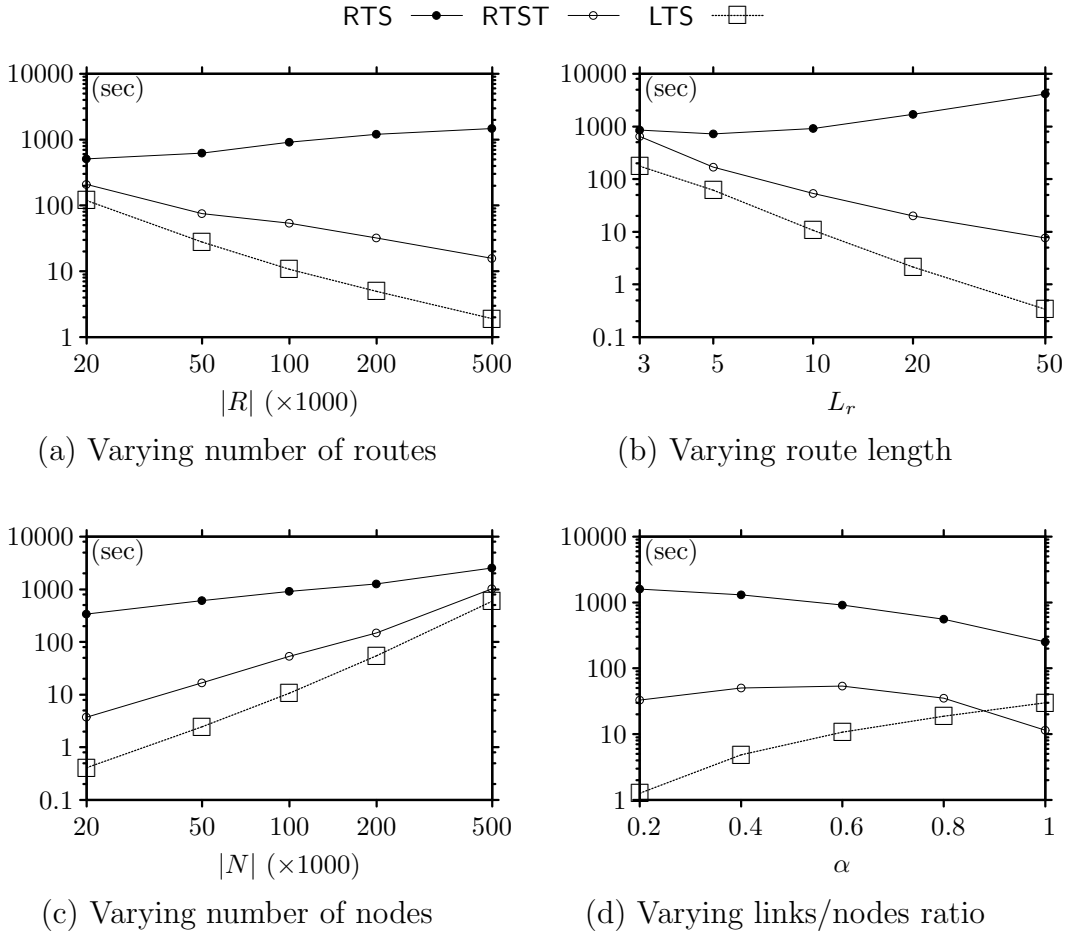 RTS RTST LTS
10000 1000 100 10 1
(sec)
20 50 100 200 500
|R| (×1000)
(a) Varying number of routes
10000 1000 100 10 1 0.1
(sec)
3 5 10 20 50
L_r
(b) Varying route length
10000 1000 100 10 1 0.1
(sec)
20 50 100 200 500
|N| (×1000)
(c) Varying number of nodes
10000 1000 100 10 1
(sec)
0.2 0.4 0.6 0.8 1
α
(d) Varying links/nodes ratio